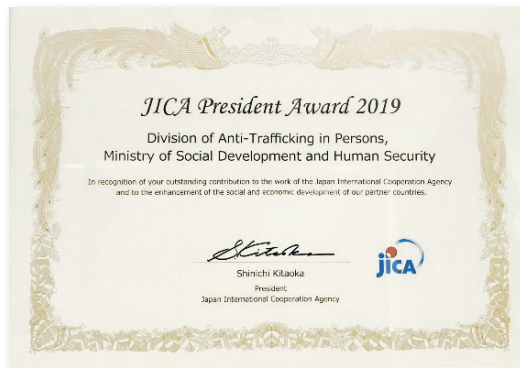 JICA President Award 2019
Division of Anti-Trafficking in Persons,
Ministry of Social Development and Human Security
In recognition of your outstanding contribution to the work of the Japan International Cooperation Agency
and to the enhancement of the social and economic development of our partner countries.
SKitaoka
Shinichi Kitaoka
President
Japan International Cooperation Agency
jICA